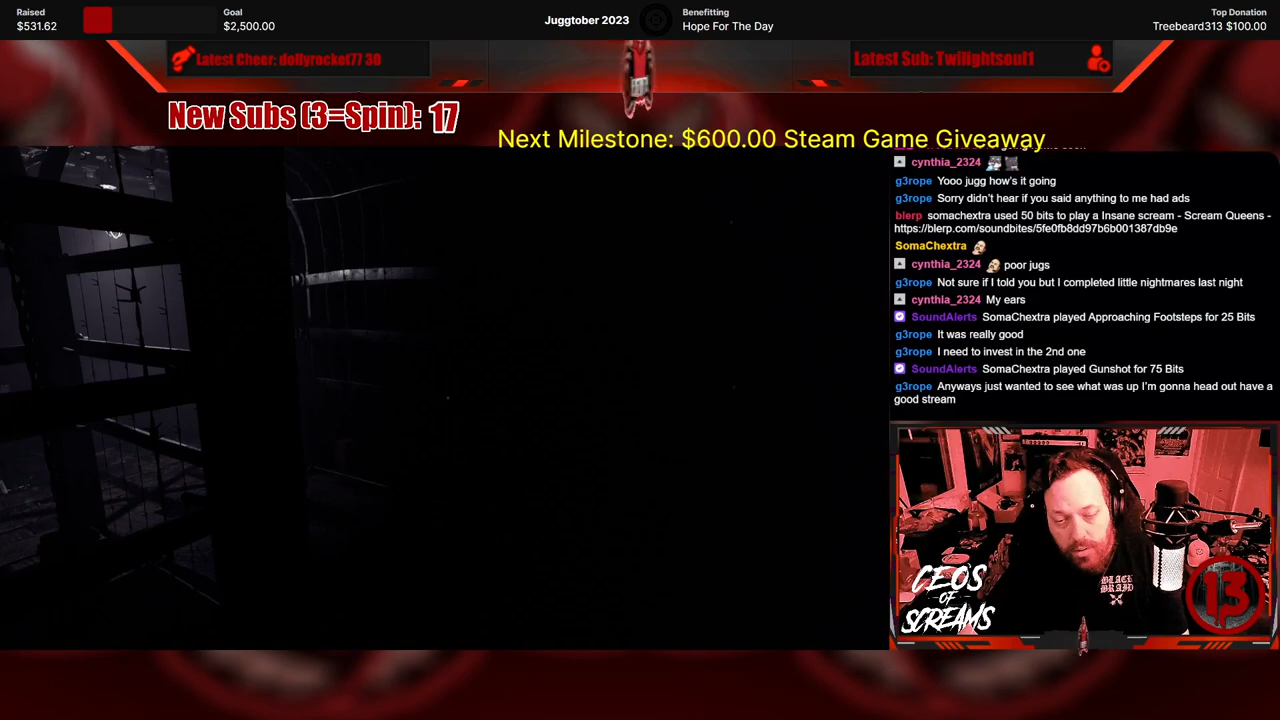 Raised
$531.62
Goal
$2,500.00
Juggtober 2023
Benefitting
Hope For The Day
Top Donation
Treebeard313 $100.00
Latest Cheer: dollyrocket77 30
Latest Sub: Twilightsoul1
New Subs (3=Spin): 17
Next Milestone: $600.00 Steam Game Giveaway
cynthia_2324
g3rope Yooo jugg how's it going
g3rope Sorry didn't hear if you said anything to me had ads
blerp somachextra used 50 bits to play a Insane scream - Scream Queens -
https://blerp.com/soundbites/5fe0fb8dd97b6b001387db9e
SomaChextra
cynthia_2324 poor jugs
g3rope Not sure if I told you but I completed little nightmares last night
cynthia_2324 My ears
SoundAlerts SomaChextra played Approaching Footsteps for 25 Bits
g3rope It was really good
g3rope I need to invest in the 2nd one
SoundAlerts SomaChextra played Gunshot for 75 Bits
g3rope Anyways just wanted to see what was up I'm gonna head out have a
good stream
BLACK
BRAID
CEOS
OF
SCREAMS
13